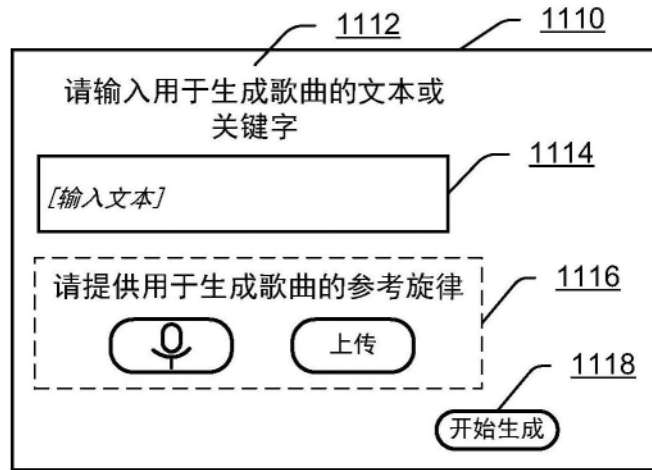 1112
1110
请输入用于生成歌曲的文本或
关键字
1114
[输入文本]
请提供用于生成歌曲的参考旋律
1116
上传
1118
开始生成